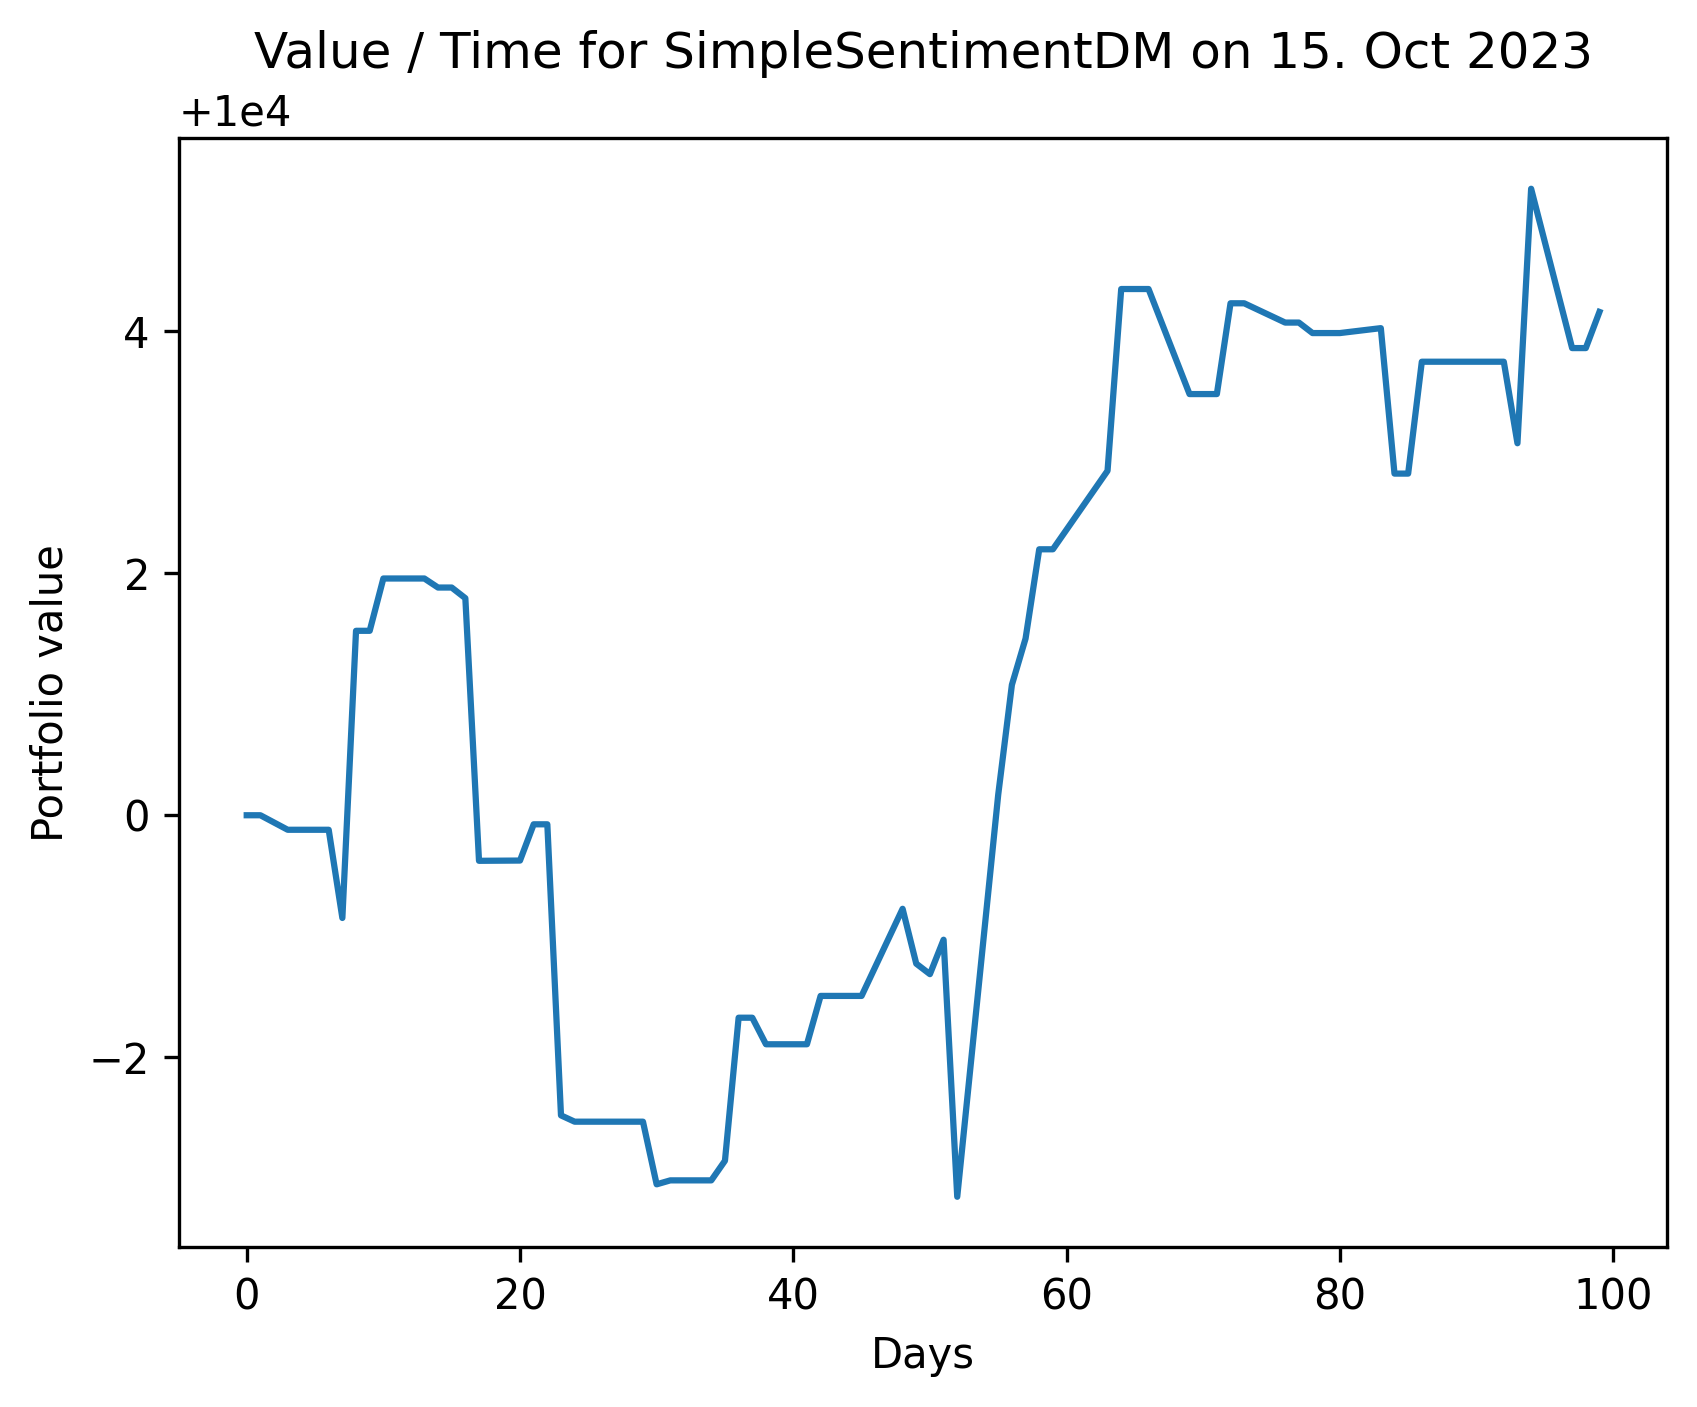 Value / Time for SimpleSentimentDM on 15. Oct 2023
+1e4
4
2
0
−2
Portfolio value
0 20 40 60 80 100
Days